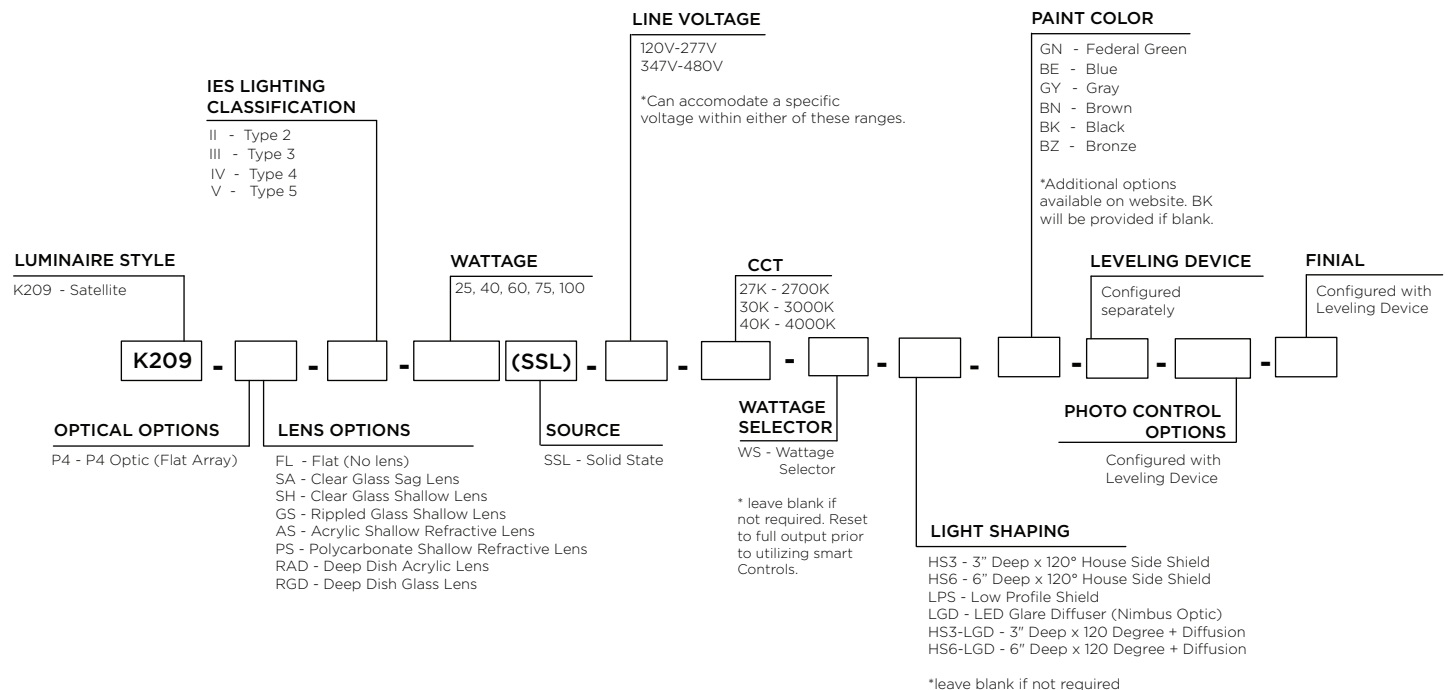 LINE VOLTAGE
120V-277V
347V-480V
*Can accomodate a specific
voltage within either of these ranges.
PAINT COLOR
GN - Federal Green
BE - Blue
GY - Gray
BN - Brown
BK - Black
BZ - Bronze
*Additional options
available on website. BK
will be provided if blank.
IES LIGHTING
CLASSIFICATION
II - Type 2
III - Type 3
IV - Type 4
V - Type 5
LUMINAIRE STYLE
K209 - Satellite
WATTAGE
25, 40, 60, 75, 100
CCT
27K - 2700K
30K - 3000K
40K - 4000K
LEVELING DEVICE
Configured
separately
FINIAL
Configured with
Leveling Device
K209 - - - (SSL) - - - - - - - -
OPTICAL OPTIONS
P4 - P4 Optic (Flat Array)
LENS OPTIONS
FL - Flat (No lens)
SA - Clear Glass Sag Lens
SH - Clear Glass Shallow Lens
GS - Rippled Glass Shallow Lens
AS - Acrylic Shallow Refractive Lens
PS - Polycarbonate Shallow Refractive Lens
RAD - Deep Dish Acrylic Lens
RGD - Deep Dish Glass Lens
SOURCE
SSL - Solid State
WATTAGE
SELECTOR
WS - Wattage
Selector
* leave blank if
not required. Reset
to full output prior
to utilizing smart
Controls.
LIGHT SHAPING
HS3 - 3” Deep x 120° House Side Shield
HS6 - 6” Deep x 120° House Side Shield
LPS - Low Profile Shield
LGD - LED Glare Diffuser (Nimbus Optic)
HS3-LGD - 3" Deep x 120 Degree + Diffusion
HS6-LGD - 6" Deep x 120 Degree + Diffusion
*leave blank if not required
PHOTO CONTROL
OPTIONS
Configured with
Leveling Device